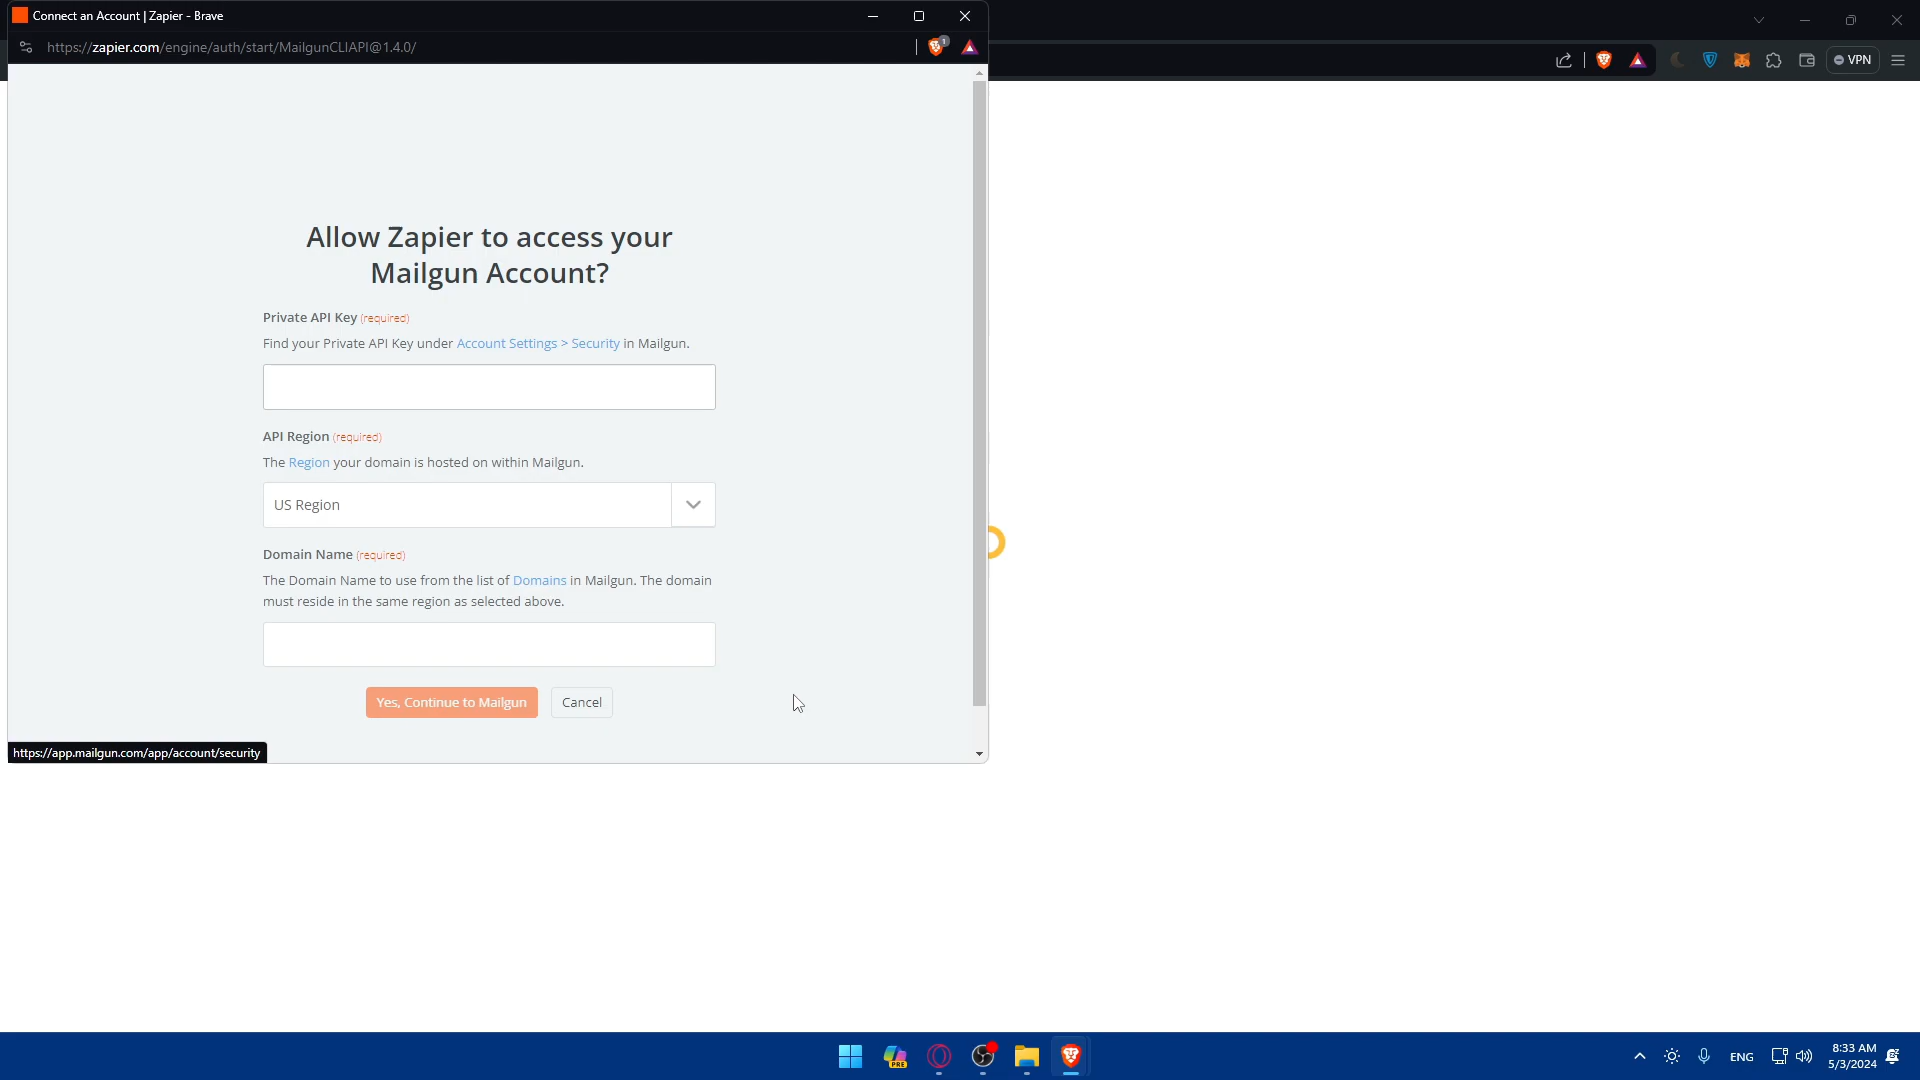 Connect an Account | Zapier - Brave
https://zapier.com/engine/auth/start/MailgunCLIAPI@1.4.0/
1
VPN
Allow Zapier to access your
Mailgun Account?
Private API Key (required)
Find your Private API Key under Account Settings > Security in Mailgun.
API Region (required)
The Region your domain is hosted on within Mailgun.
US Region
Domain Name (required)
The Domain Name to use from the list of Domains in Mailgun. The domain
must reside in the same region as selected above.
Yes, Continue to Mailgun
Cancel
https://app.mailgun.com/app/account/security
PRE
ENG
8:33 AM
5/3/2024